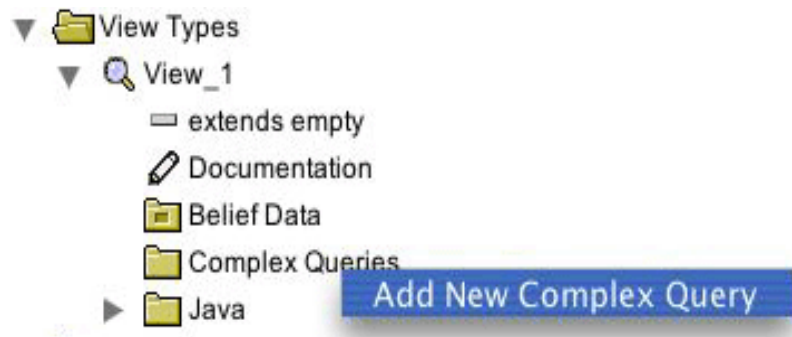 View Types
View_1
extends empty
Documentation
Belief Data
Complex Queries
Add New Complex Query
Java